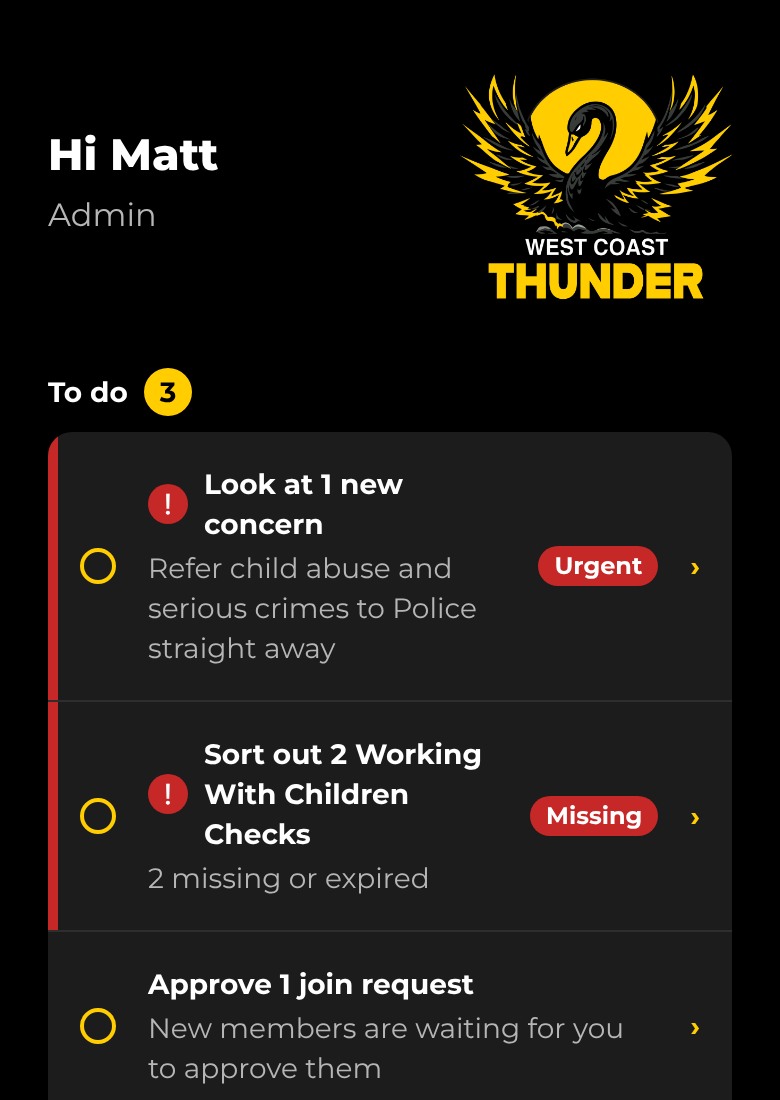 Hi Matt
Admin
WEST COAST
THUNDER
To do 3
! Look at 1 new
concern
Refer child abuse and
serious crimes to Police
straight away
Urgent ›
! Sort out 2 Working
With Children
Checks
2 missing or expired
Missing ›
Approve 1 join request
New members are waiting for you
to approve them
›